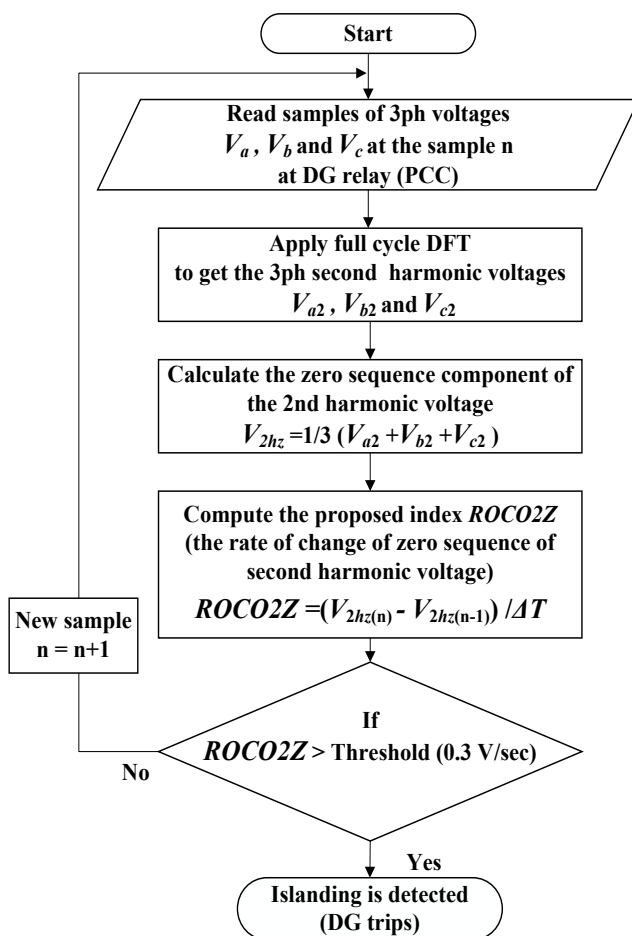 Start
Read samples of 3ph voltages
Va , Vb and Vc at the sample n
at DG relay (PCC)
Apply full cycle DFT
to get the 3ph second harmonic voltages
Va2 , Vb2 and Vc2
Calculate the zero sequence component of
the 2nd harmonic voltage
V2hz =1/3 (Va2 +Vb2 +Vc2 )
Compute the proposed index ROCO2Z
(the rate of change of zero sequence of
second harmonic voltage)
ROCO2Z =(V2hz(n) - V2hz(n-1)) /ΔT
New sample
n = n+1
If
ROCO2Z > Threshold (0.3 V/sec)
No
Yes
Islanding is detected
(DG trips)